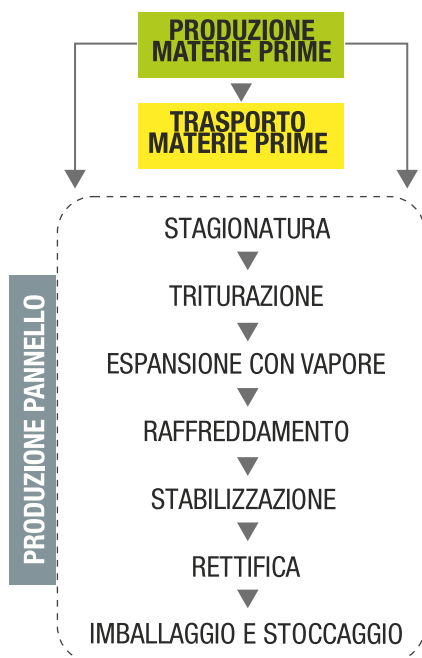 PRODUZIONE
MATERIE PRIME
TRASPORTO
MATERIE PRIME
PRODUZIONE PANNELLO
STAGIONATURA
TRITURAZIONE
ESPANSIONE CON VAPORE
RAFFREDDAMENTO
STABILIZZAZIONE
RETTIFICA
IMBALLAGGIO E STOCCAGGIO